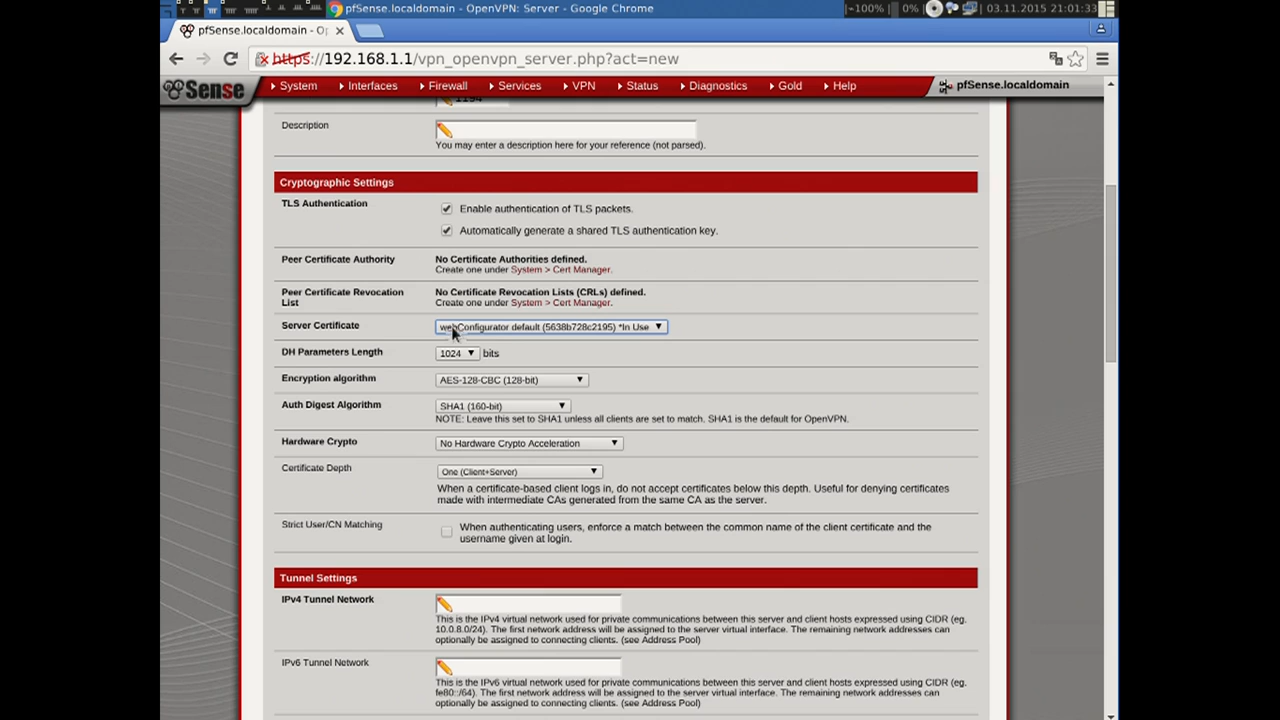 pfSense.localdomain - OpenVPN: Server - Google Chrome
~100%
0%
03.11.2015 21:01:33
pfSense.localdomain - Op
https://192.168.1.1/vpn_openvpn_server.php?act=new
Sense
System
Interfaces
Firewall
Services
VPN
Status
Diagnostics
Gold
Help
pfSense.localdomain
1194
Description
You may enter a description here for your reference (not parsed).
Cryptographic Settings
TLS Authentication
Enable authentication of TLS packets.
Automatically generate a shared TLS authentication key.
Peer Certificate Authority
No Certificate Authorities defined.
Create one under System > Cert Manager.
Peer Certificate Revocation
List
No Certificate Revocation Lists (CRLs) defined.
Create one under System > Cert Manager.
Server Certificate
webConfigurator default (5638b728c2195) *In Use
DH Parameters Length
1024 bits
Encryption algorithm
AES-128-CBC (128-bit)
Auth Digest Algorithm
SHA1 (160-bit)
NOTE: Leave this set to SHA1 unless all clients are set to match. SHA1 is the default for OpenVPN.
Hardware Crypto
No Hardware Crypto Acceleration
Certificate Depth
One (Client+Server)
When a certificate-based client logs in, do not accept certificates below this depth. Useful for denying certificates
made with intermediate CAs generated from the same CA as the server.
Strict User/CN Matching
When authenticating users, enforce a match between the common name of the client certificate and the
username given at login.
Tunnel Settings
IPv4 Tunnel Network
This is the IPv4 virtual network used for private communications between this server and client hosts expressed using CIDR (eg.
10.0.8.0/24). The first network address will be assigned to the server virtual interface. The remaining network addresses can
optionally be assigned to connecting clients. (see Address Pool)
IPv6 Tunnel Network
This is the IPv6 virtual network used for private communications between this server and client hosts expressed using CIDR (eg.
fe80::/64). The first network address will be assigned to the server virtual interface. The remaining network addresses can
optionally be assigned to connecting clients. (see Address Pool)